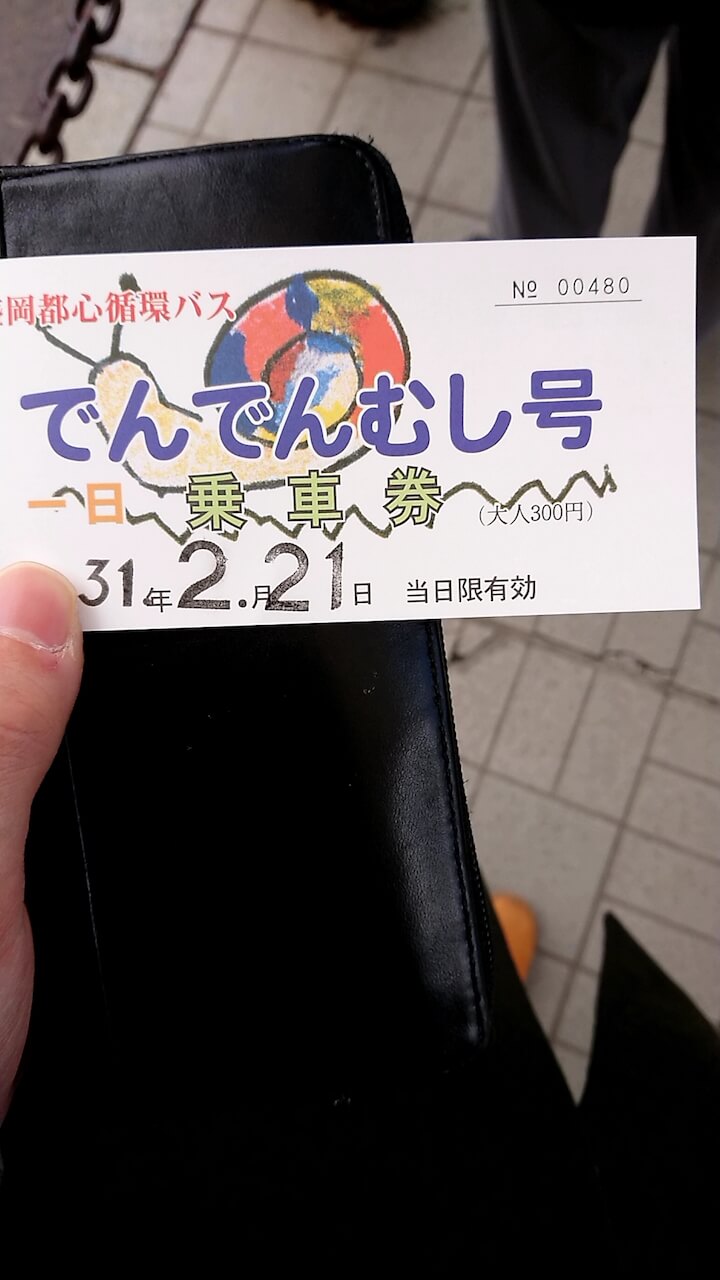 岡都心循環バス
№ 00480
でんでんむし号
一日 乗車券 (大人300円)
31年2.月21日 当日限有効